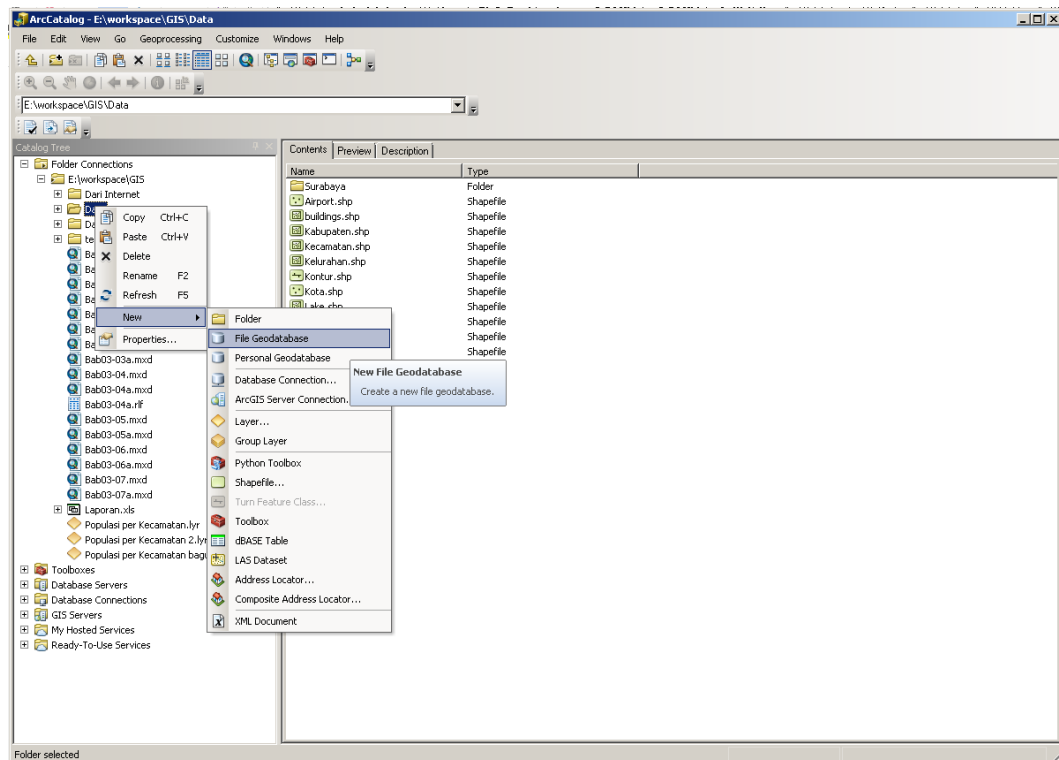 ArcCatalog - E:\workspace\GIS\Data
File Edit View Go Geoprocessing Customize Windows Help
E:\workspace\GIS\Data
Catalog Tree
Folder Connections
E:\workspace\GIS
Dari Internet
Bab03-03a.mxd
Bab03-04.mxd
Bab03-04a.mxd
Bab03-04a.rlf
Bab03-05.mxd
Bab03-05a.mxd
Bab03-06.mxd
Bab03-06a.mxd
Bab03-07.mxd
Bab03-07a.mxd
Laporan.xls
Populasi per Kecamatan.lyr
Populasi per Kecamatan 2.lyr
Populasi per Kecamatan
Toolboxes
Database Servers
Database Connections
GIS Servers
My Hosted Services
Ready-To-Use Services
Copy Ctrl+C
Paste Ctrl+V
Delete
Rename F2
Refresh F5
New
Properties...
Folder
File Geodatabase
Personal Geodatabase
Database Connection...
ArcGIS Server Connection.
Layer...
Group Layer
Python Toolbox
Shapefile...
Turn Feature Class...
Toolbox
dBASE Table
LAS Dataset
Address Locator...
Composite Address Locator...
XML Document
New File Geodatabase
Create a new file geodatabase.
Contents Preview Description
Name Type
Surabaya Folder
Airport.shp Shapefile
buildings.shp Shapefile
Kabupaten.shp Shapefile
Kecamatan.shp Shapefile
Kelurahan.shp Shapefile
Kontur.shp Shapefile
Kota.shp Shapefile
Lake.shp Shapefile
Shapefile
Shapefile
Shapefile
Folder selected